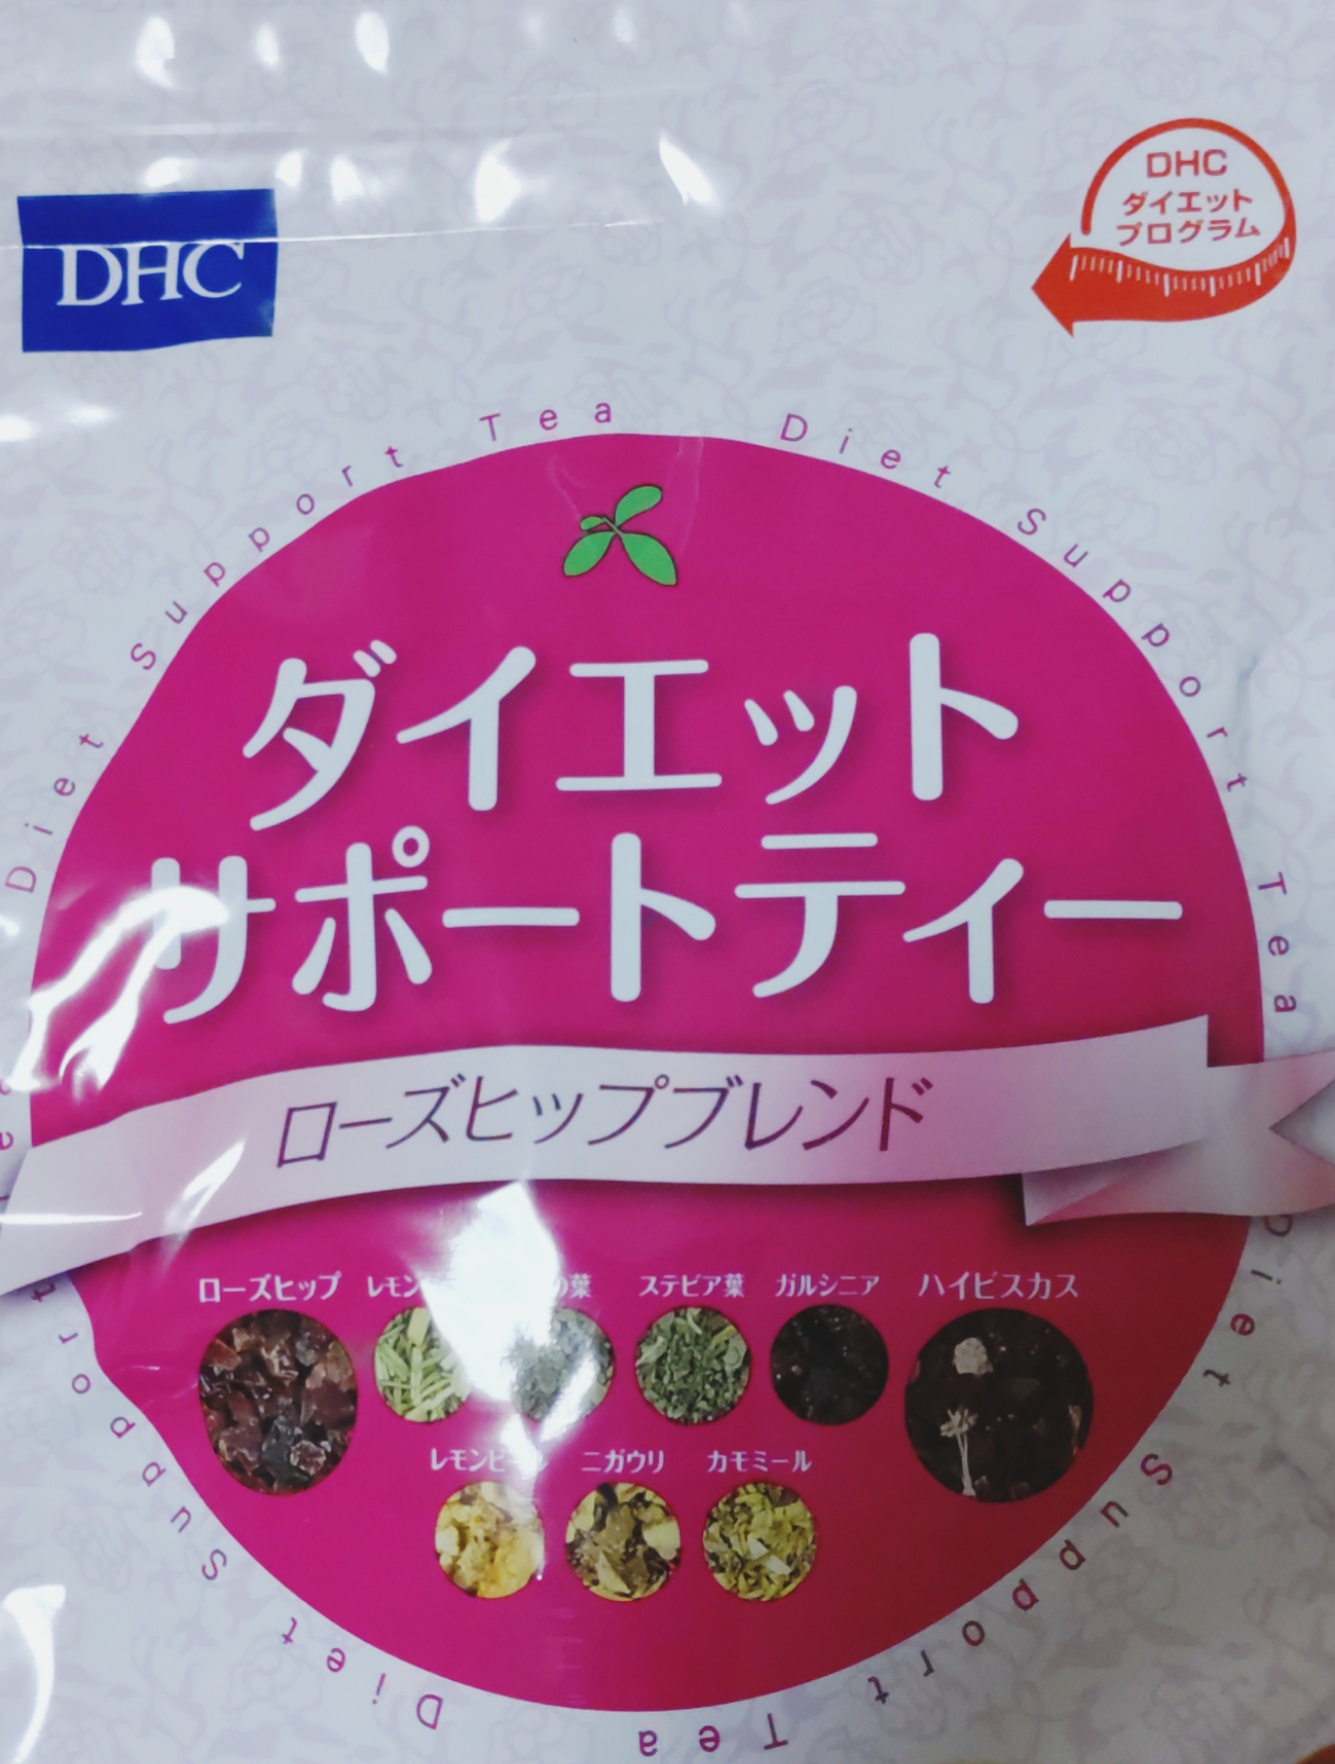 DHC
DHC
ダイエット
プログラム
Diet Support Tea Diet Support Tea Diet Support Tea Diet Support
ダイエット
サポートティー
ローズヒップブレンド
ローズヒップ ステビア葉 ガルシニア ハイビスカス
ニガウリ カモミール